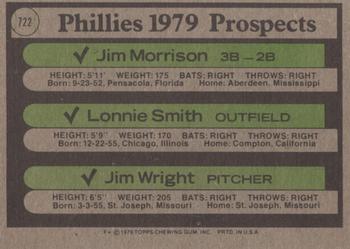 722
Phillies 1979 Prospects
✓ Jim Morrison 3B-2B
HEIGHT: 5'11" WEIGHT: 175 BATS: RIGHT THROWS: RIGHT
Born: 9-23-52, Pensacola, Florida Home: Aberdeen, Mississippi
✓ Lonnie Smith OUTFIELD
HEIGHT: 5'9" WEIGHT: 170 BATS: RIGHT THROWS: RIGHT
Born: 12-22-55, Chicago, Illinois Home: Compton, California
✓ Jim Wright PITCHER
HEIGHT: 6'5" WEIGHT: 205 BATS: RIGHT THROWS: RIGHT
Born: 3-3-55, St. Joseph, Missouri Home: St. Joseph, Missouri
© 1979 TOPPS CHEWING GUM, INC. PRTD. IN U.S.A.